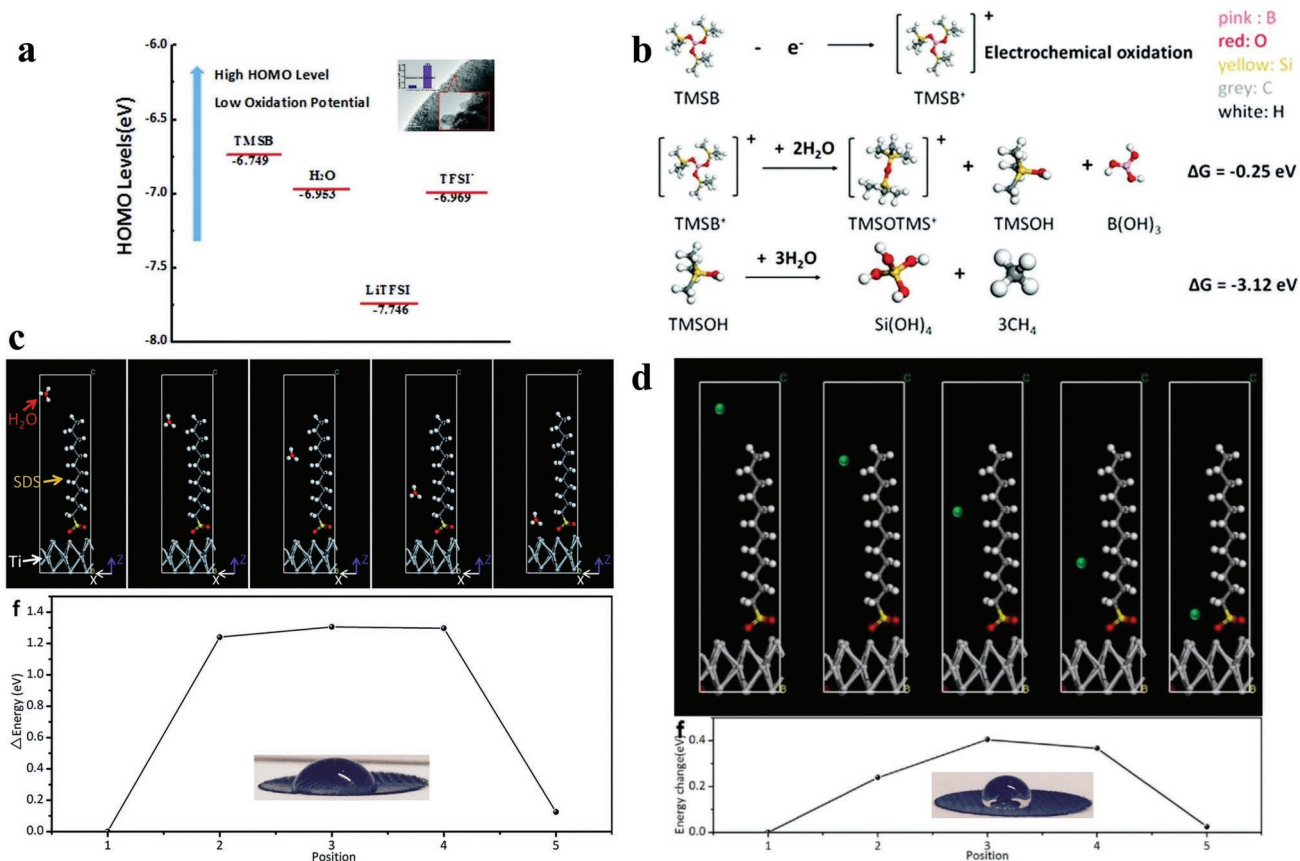 a
-6.0
-6.5
-7.0
-7.5
-8.0
HOMO Levels(eV)
High HOMO Level
Low Oxidation Potential
TMSB
-6.749
H₂O
-6.953
TFSI⁻
-6.969
LiTFSI
-7.746
b
- e⁻
+
Electrochemical oxidation
TMSB
TMSB⁺
pink : B
red: O
yellow: Si
grey: C
white: H
+
+ 2H₂O
+
+
+
ΔG = -0.25 eV
TMSB⁺
TMSOTMS⁺
TMSOH
B(OH)₃
+ 3H₂O
+
ΔG = -3.12 eV
TMSOH
Si(OH)₄
3CH₄
c
C
C
C
C
C
H₂O
SDS
Ti
Z
X
Z
X
Z
X
Z
X
Z
X
B
f
1.4
1.2
1.0
0.8
0.6
0.4
0.2
0.0
△Energy (eV)
1
2
3
4
5
Position
d
C
C
C
C
C
B
B
B
B
B
f
0.4
0.2
0.0
Energy change(eV)
1
2
3
4
5
Position